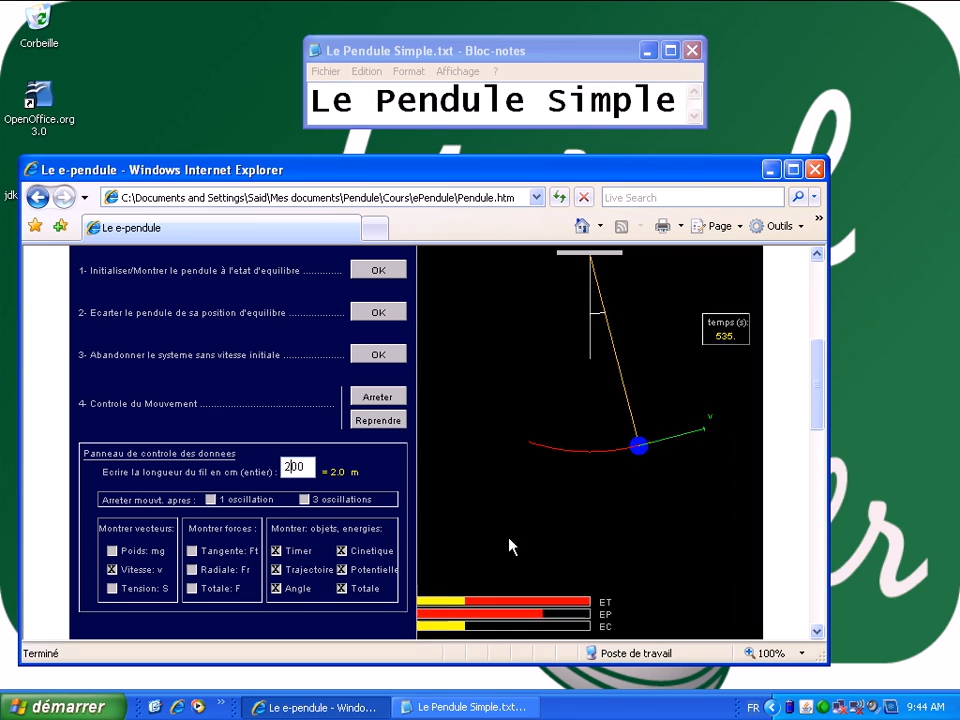 Corbeille
OpenOffice.org
3.0
jdk
Le Pendule Simple.txt - Bloc-notes
Fichier Edition Format Affichage ?
Le Pendule Simple
Le e-pendule - Windows Internet Explorer
C:\Documents and Settings\Said\Mes documents\Pendule\Cours\ePendule\Pendule.htm
Live Search
Le e-pendule
Page
Outils
»
1- Initialiser/Montrer le pendule à l'etat d'equilibre ............. OK
2- Ecarter le pendule de sa position d'equilibre .................. OK
3- Abandonner le systeme sans vitesse initiale .................... OK
4- Controle du Mouvement ............................................
Arreter
Reprendre
Panneau de controle des donnees
Ecrire la longueur du fil en cm (entier) : 200 = 2.0 m
Arreter mouvt. apres : 1 oscillation 3 oscillations
Montrer vecteurs: Montrer forces : Montrer: objets, energies:
Poids: mg Tangente: Ft Timer Cinetique
Vitesse: v Radiale: Fr Trajectoire Potentielle
Tension: S Totale: F Angle Totale
temps (s):
535.
v
ET
EP
EC
Terminé
Poste de travail
100%
démarrer
»
Le e-pendule - Windo...
Le Pendule Simple.txt...
FR
9:44 AM